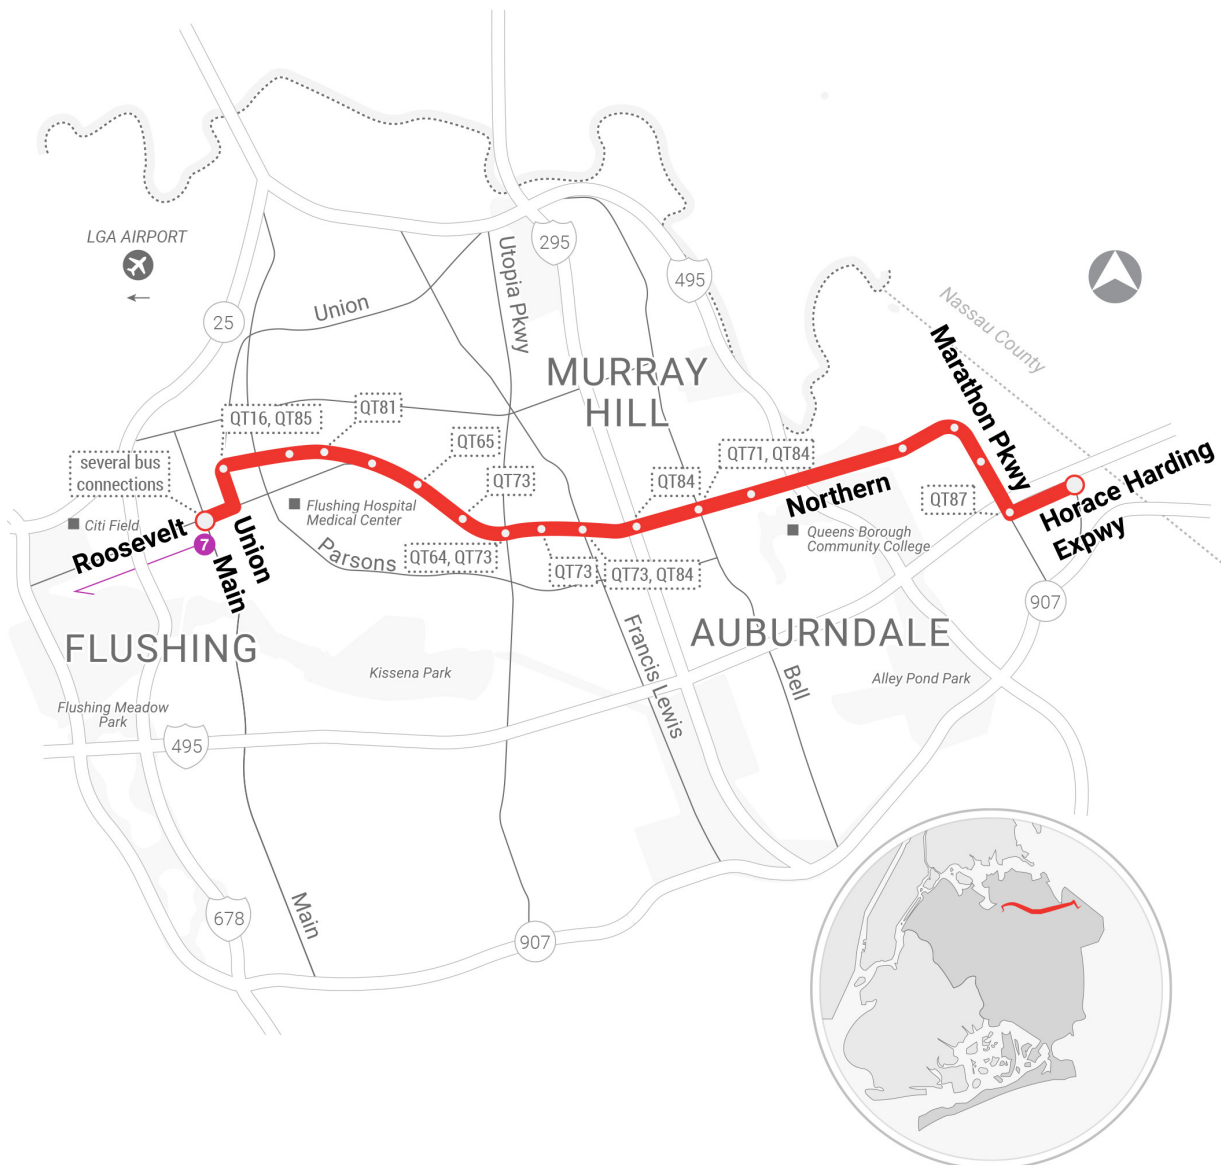 LGA AIRPORT
25
Union
Utopia Pkwy
295
495
Nassau County
MURRAY
HILL
Marathon Pkwy
QT16, QT85
QT81
QT65
QT73
several bus
connections
QT71, QT84
QT84
QT87
Northern
Horace Harding
Expwy
Citi Field
Flushing Hospital
Medical Center
Queens Borough
Community College
Roosevelt
7
Union
Main
Parsons
QT64, QT73
QT73
QT73, QT84
907
FLUSHING
AUBURNDALE
Francis Lewis
Bell
Kissena Park
Alley Pond Park
Flushing Meadow
Park
495
Main
678
907